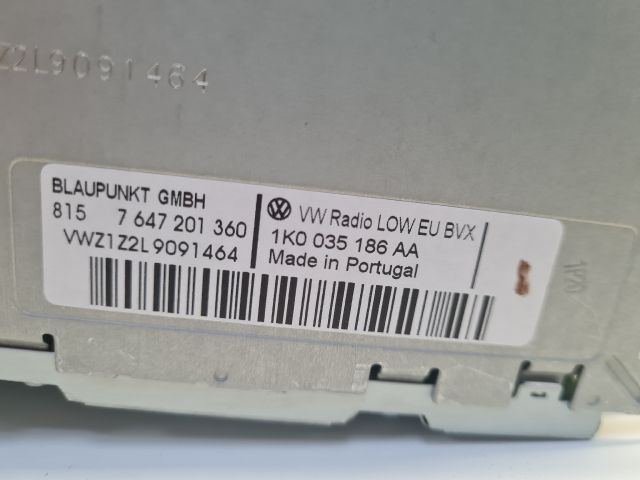 Z2L9091464
BLAUPUNKT GMBH
815 7 647 201 360
VWZ1Z2L9091464
VW Radio LOW EU BVX
1K0 035 186 AA
Made in Portugal